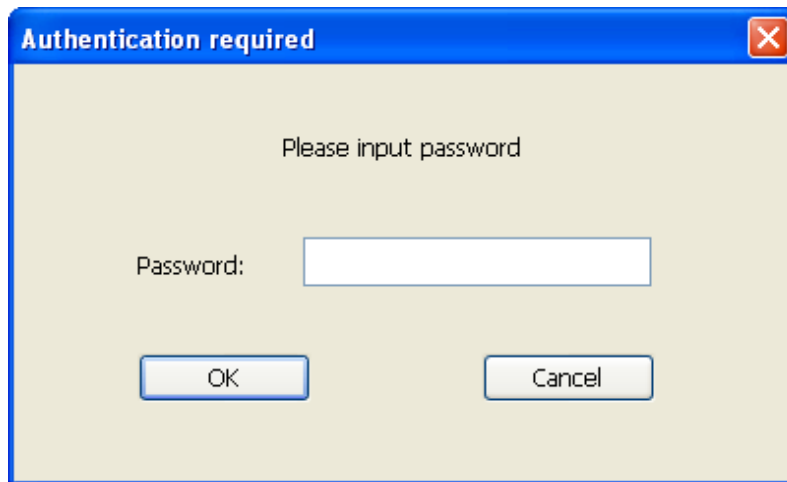 Authentication required
Please input password
Password:
OK Cancel